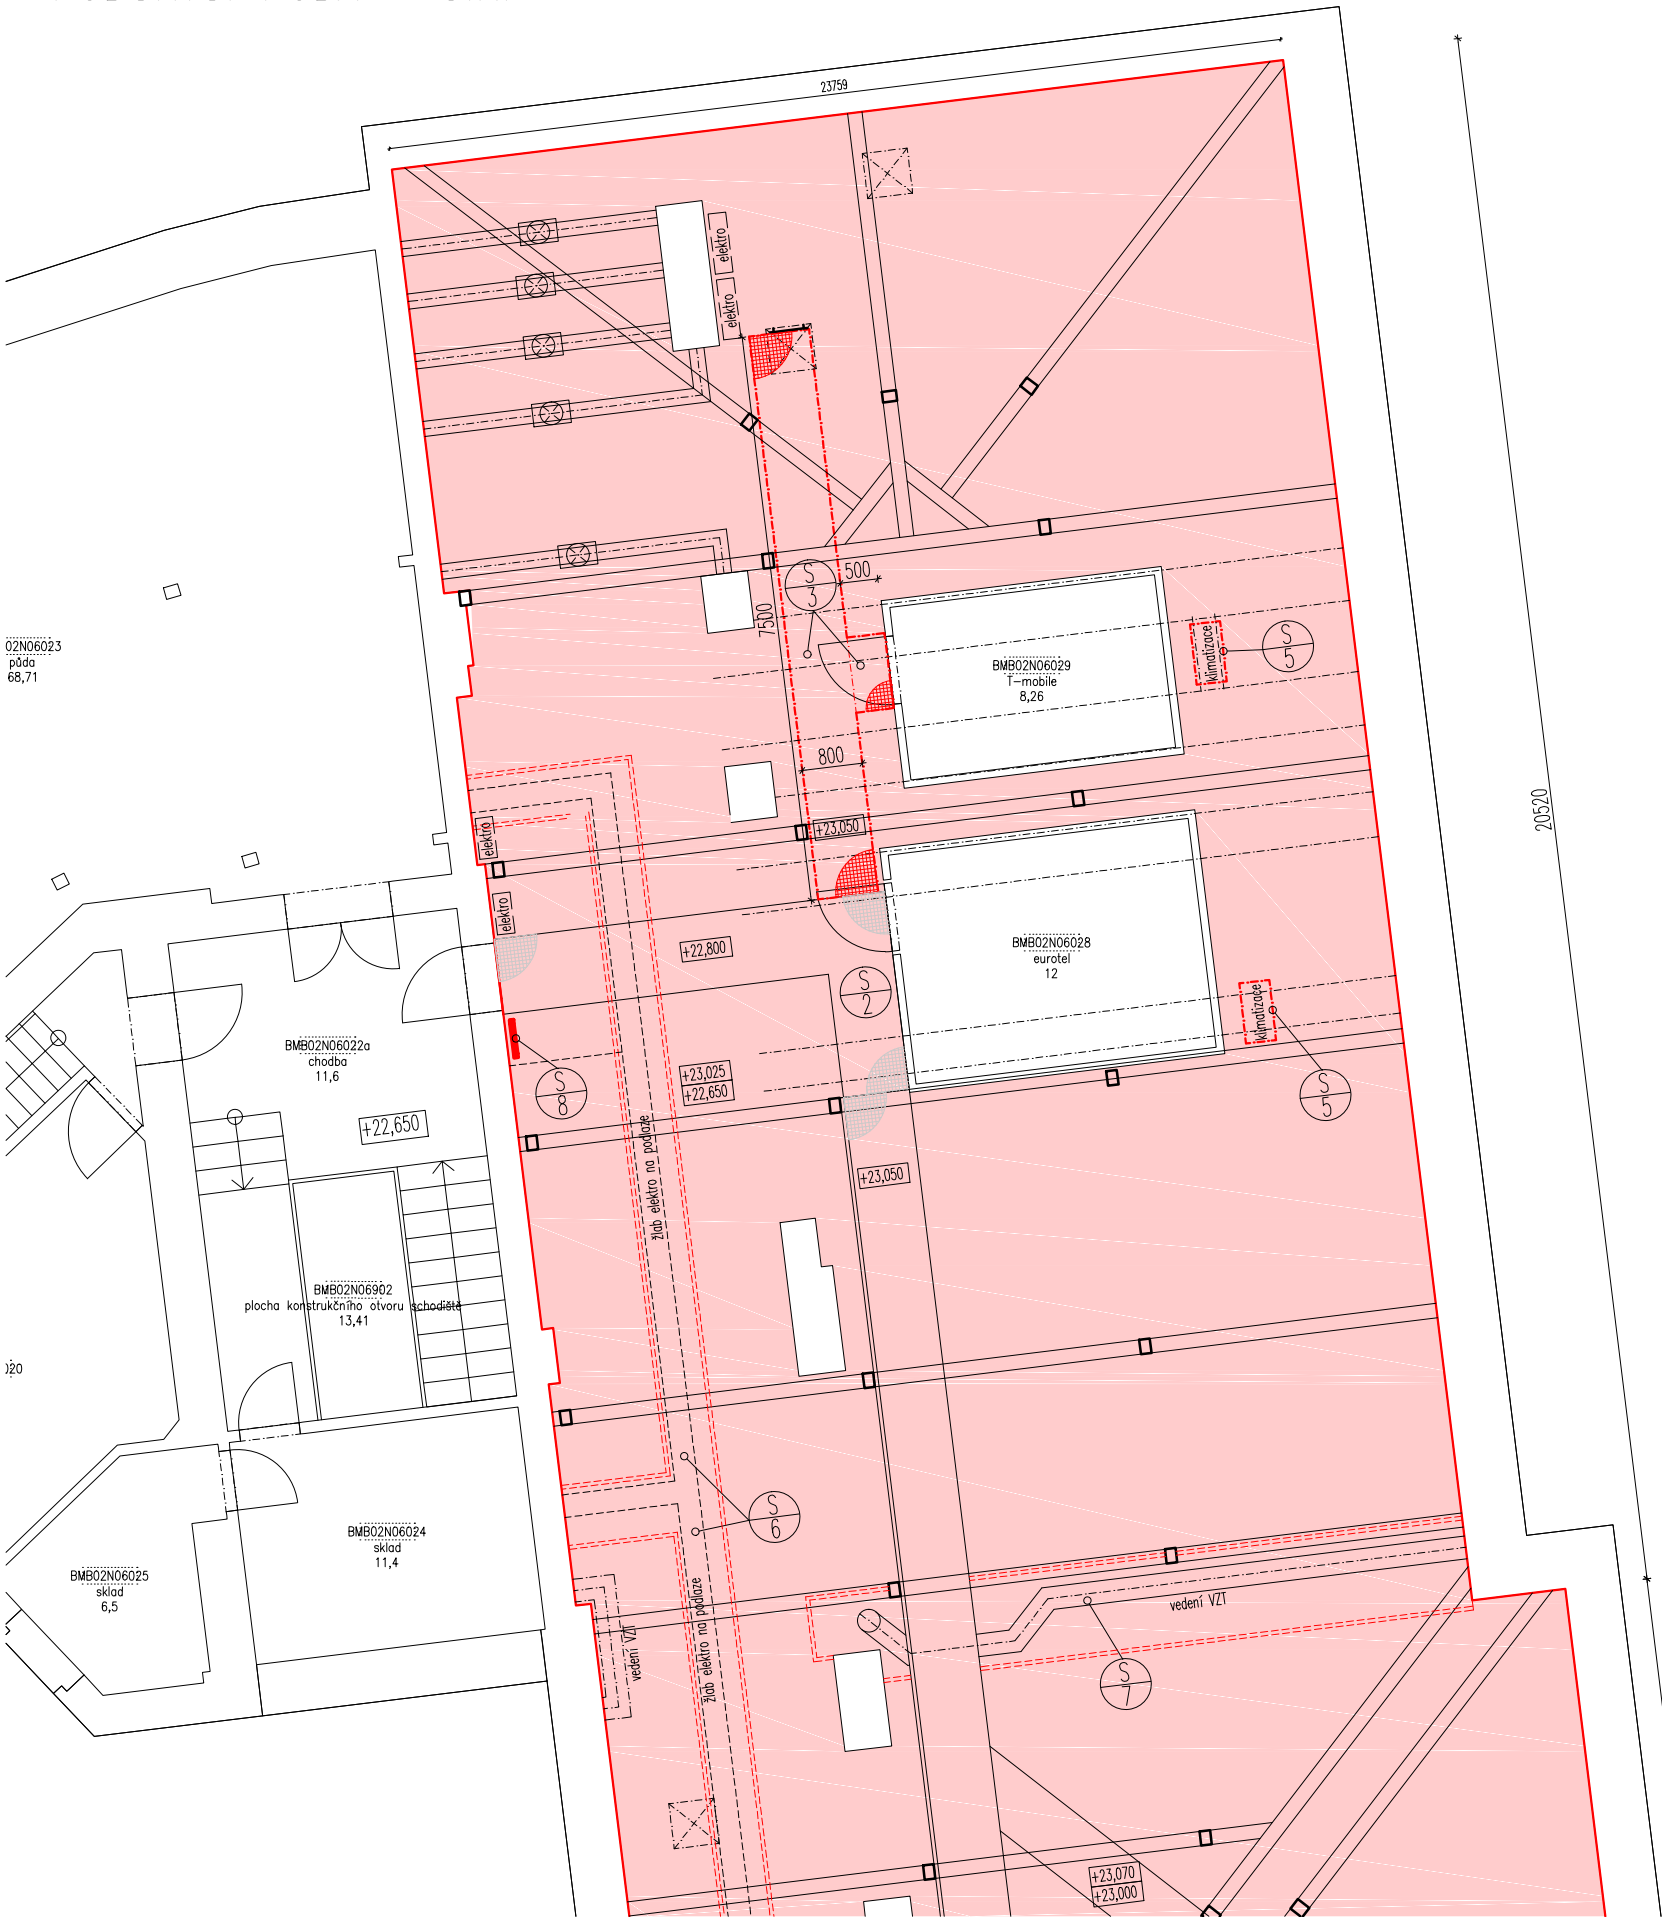 23759
elektro
elektro
S
3
500
7500
BMB02N06029
T-mobile
8,26
klimatizace
S
5
02N06023
půda
68,71
800
+23,050
elektro
elektro
20520
+22,800
BMB02N06028
eurotel
12
S
2
klimatizace
S
5
BMB02N06022a
chodba
11,6
+22,650
+23,025
+22,650
S
8
žlab elektro na podlaze
+23,050
BMB02N06902
plocha konstrukčního otvoru schodiště
13,41
020
S
6
BMB02N06024
sklad
11,4
BMB02N06025
sklad
6,5
vedení VZT
žlab elektro na podlaze
vedení VZT
S
7
+23,070
+23,000